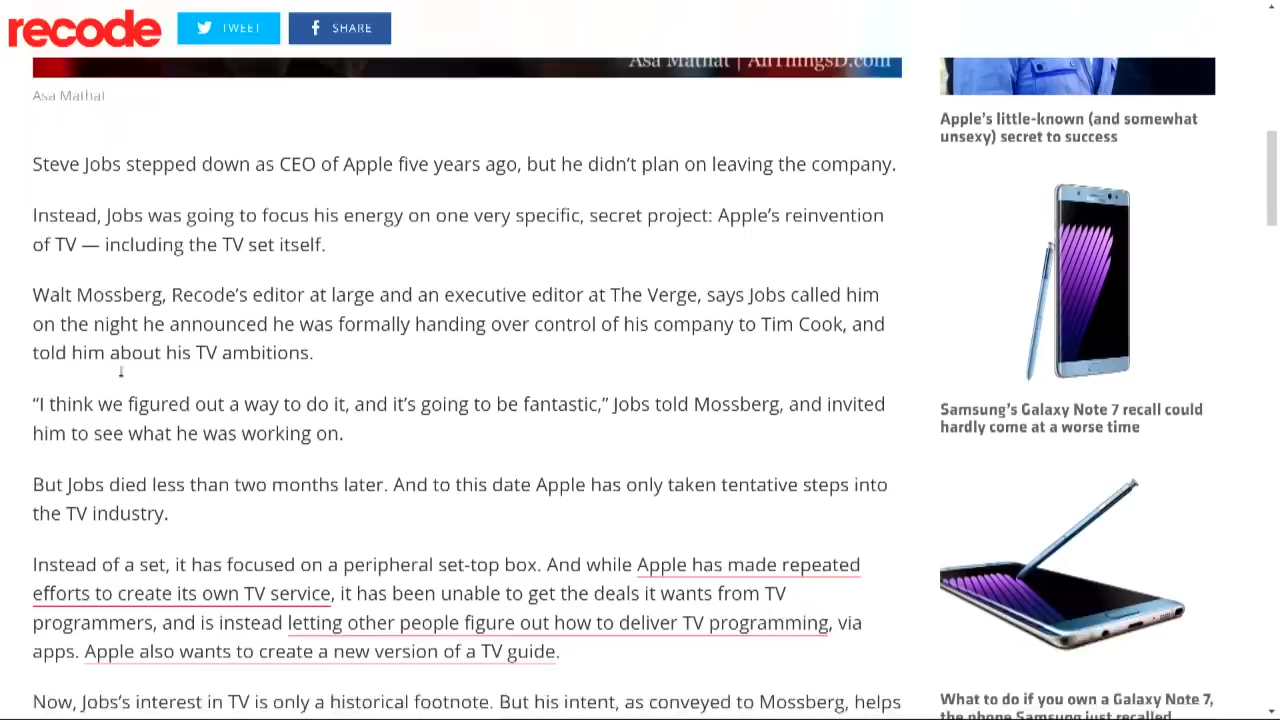 recode
TWEET
SHARE
Asa Mathat | AllThingsD.com
Asa Mathat
Steve Jobs stepped down as CEO of Apple five years ago, but he didn’t plan on leaving the company.
Instead, Jobs was going to focus his energy on one very specific, secret project: Apple’s reinvention
of TV — including the TV set itself.
Walt Mossberg, Recode’s editor at large and an executive editor at The Verge, says Jobs called him
on the night he announced he was formally handing over control of his company to Tim Cook, and
told him about his TV ambitions.
“I think we figured out a way to do it, and it’s going to be fantastic,” Jobs told Mossberg, and invited
him to see what he was working on.
But Jobs died less than two months later. And to this date Apple has only taken tentative steps into
the TV industry.
Instead of a set, it has focused on a peripheral set-top box. And while Apple has made repeated
efforts to create its own TV service, it has been unable to get the deals it wants from TV
programmers, and is instead letting other people figure out how to deliver TV programming, via
apps. Apple also wants to create a new version of a TV guide.
Now, Jobs’s interest in TV is only a historical footnote. But his intent, as conveyed to Mossberg, helps
Apple’s little-known (and somewhat
unsexy) secret to success
Samsung’s Galaxy Note 7 recall could
hardly come at a worse time
What to do if you own a Galaxy Note 7,
the phone Samsung just recalled